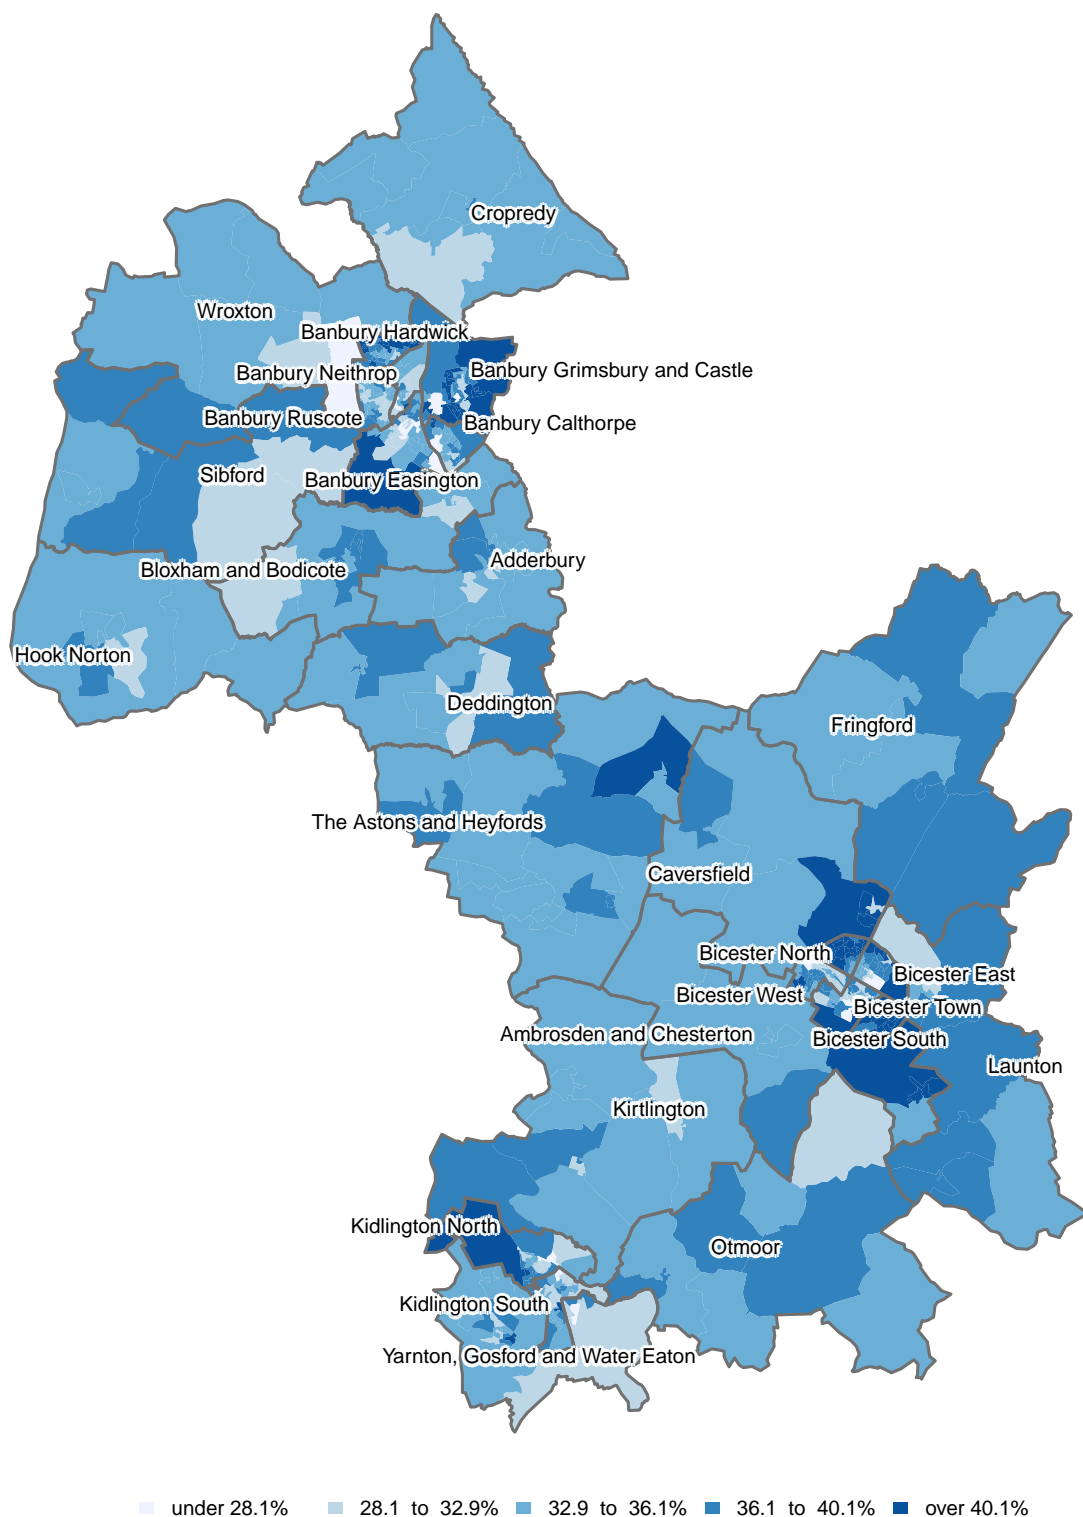 Cropredy
Wroxton
Banbury Hardwick
Banbury Neithrop
Banbury Grimsbury and Castle
Banbury Ruscote
Banbury Calthorpe
Sibford
Banbury Easington
Bloxham and Bodicote
Adderbury
Hook Norton
Deddington
Fringford
The Astons and Heyfords
Caversfield
Bicester North
Bicester East
Bicester West
Bicester Town
Ambrosden and Chesterton
Bicester South
Launton
Kirtlington
Kidlington North
Otmoor
Kidlington South
Yarnton, Gosford and Water Eaton
under 28.1% 28.1 to 32.9% 32.9 to 36.1% 36.1 to 40.1% over 40.1%